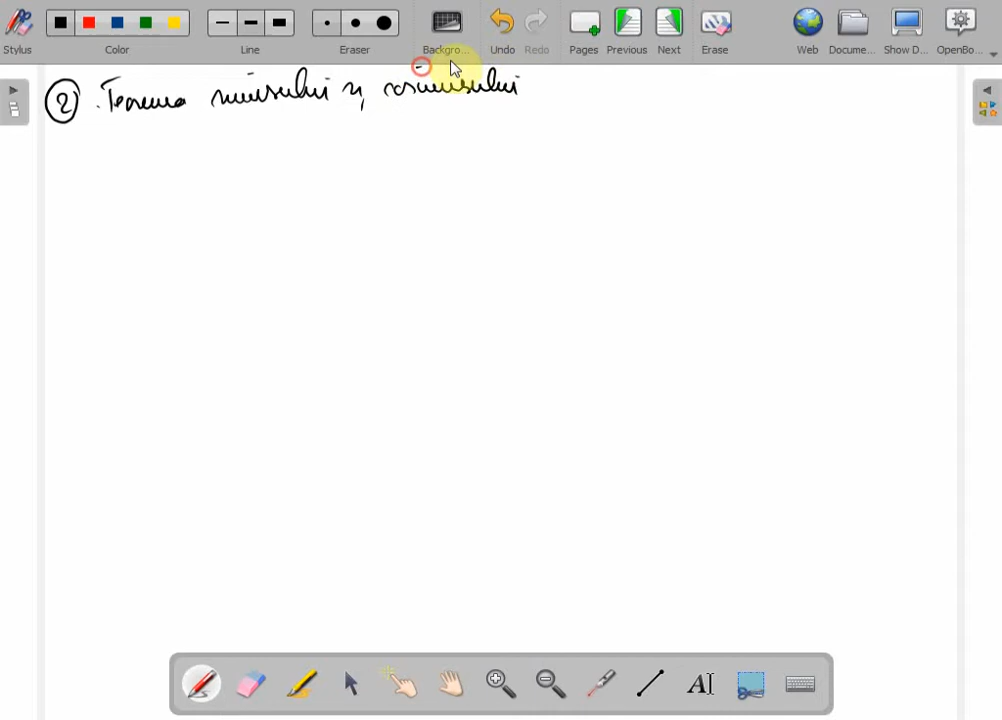 Stylus Color Line Eraser Backgro... Undo Redo Pages Previous Next Erase Web Docume... Show D... OpenBo...
② Teorema sinusului și cosinusului